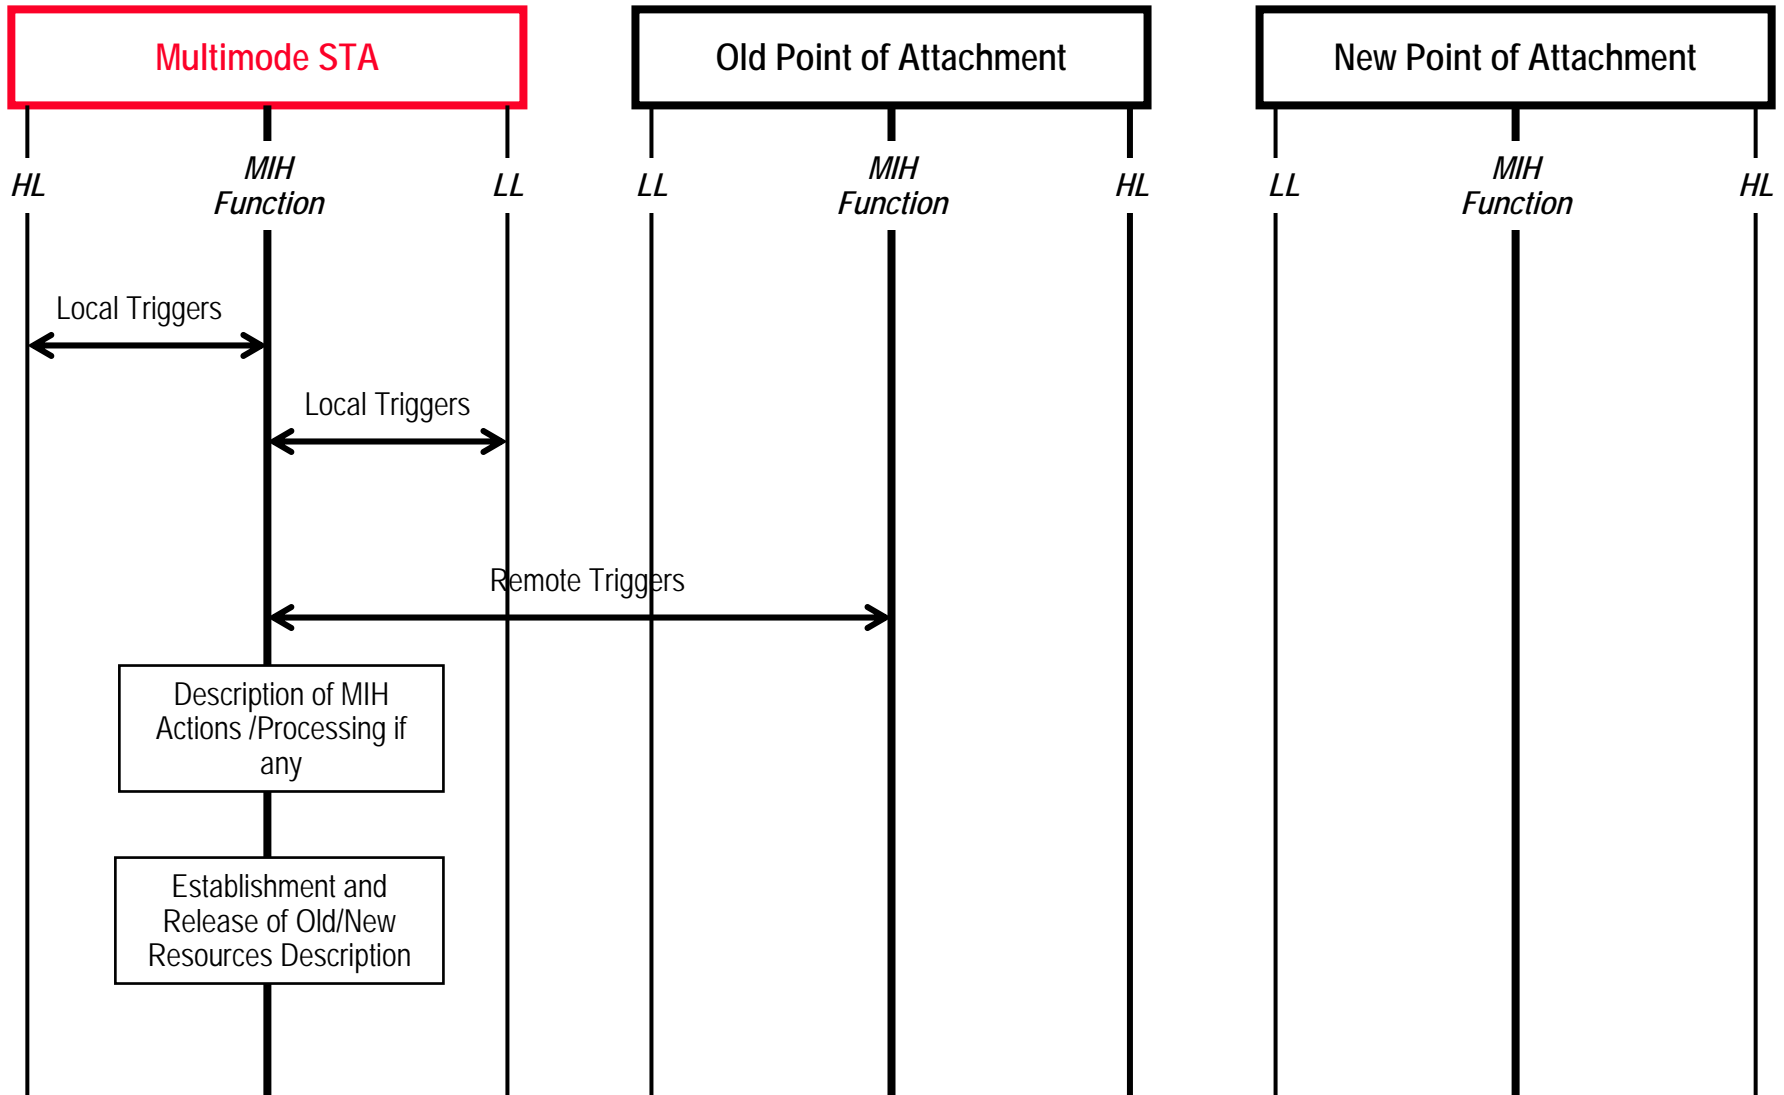 Multimode STA
Old Point of Attachment
New Point of Attachment
HL
MIH
Function
LL
LL
MIH
Function
HL
LL
MIH
Function
HL
Local Triggers
Local Triggers
Remote Triggers
Description of MIH
Actions /Processing if
any
Establishment and
Release of Old/New
Resources Description